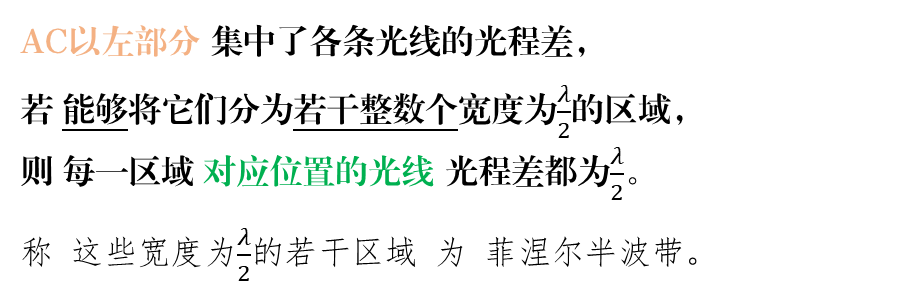 AC以左部分 集中了各条光线的光程差，
若 能够将它们分为若干整数个宽度为λ/2的区域，
则 每一区域 对应位置的光线 光程差都为λ/2。
称 这些宽度为λ/2的若干区域 为 菲涅尔半波带。